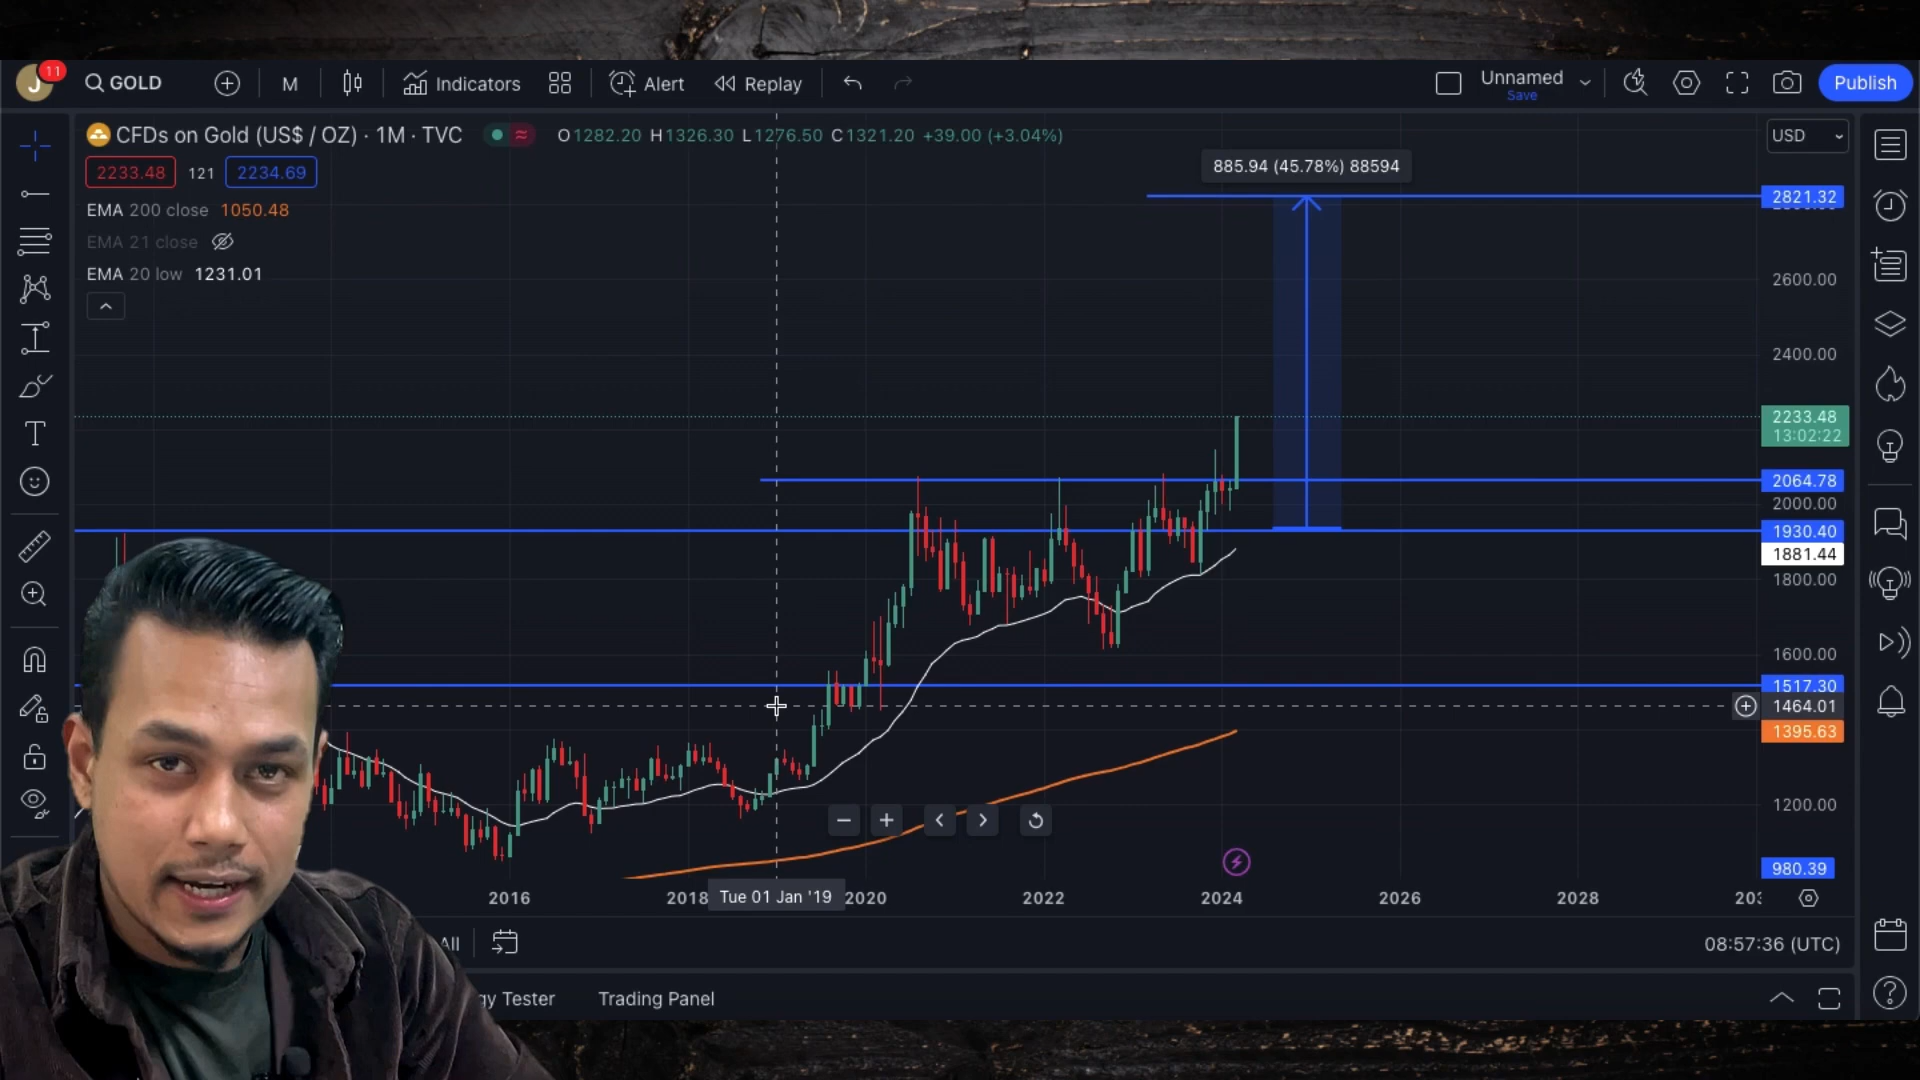 J 11 GOLD M Indicators Alert Replay Unnamed Save Publish
CFDs on Gold (US$ / OZ) · 1M · TVC O1282.20 H1326.30 L1276.50 C1321.20 +39.00 (+3.04%) USD
2233.48 121 2234.69
885.94 (45.78%) 88594
2821.32
EMA 200 close 1050.48
EMA 21 close
EMA 20 low 1231.01
2600.00
2400.00
2233.48
13:02:22
2064.78
2000.00
1930.40
1881.44
1800.00
1600.00
1517.30
1464.01
1395.63
1200.00
980.39
2016 2018 Tue 01 Jan '19 2020 2022 2024 2026 2028
All 08:57:36 (UTC)
gy Tester Trading Panel